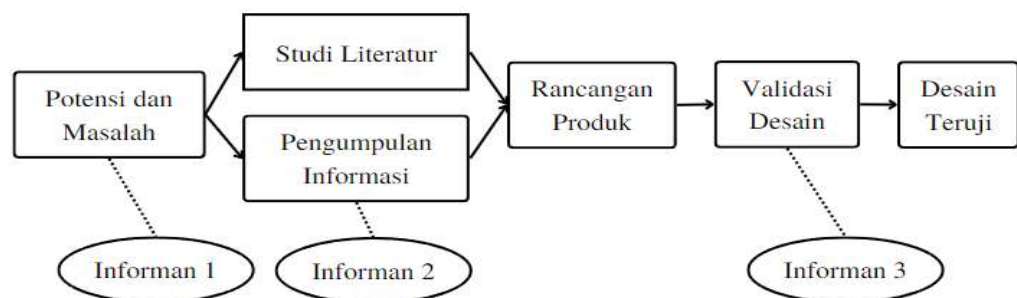 Potensi dan
Masalah
Studi Literatur
Pengumpulan
Informasi
Rancangan
Produk
Validasi
Desain
Desain
Teruji
Informan 1
Informan 2
Informan 3